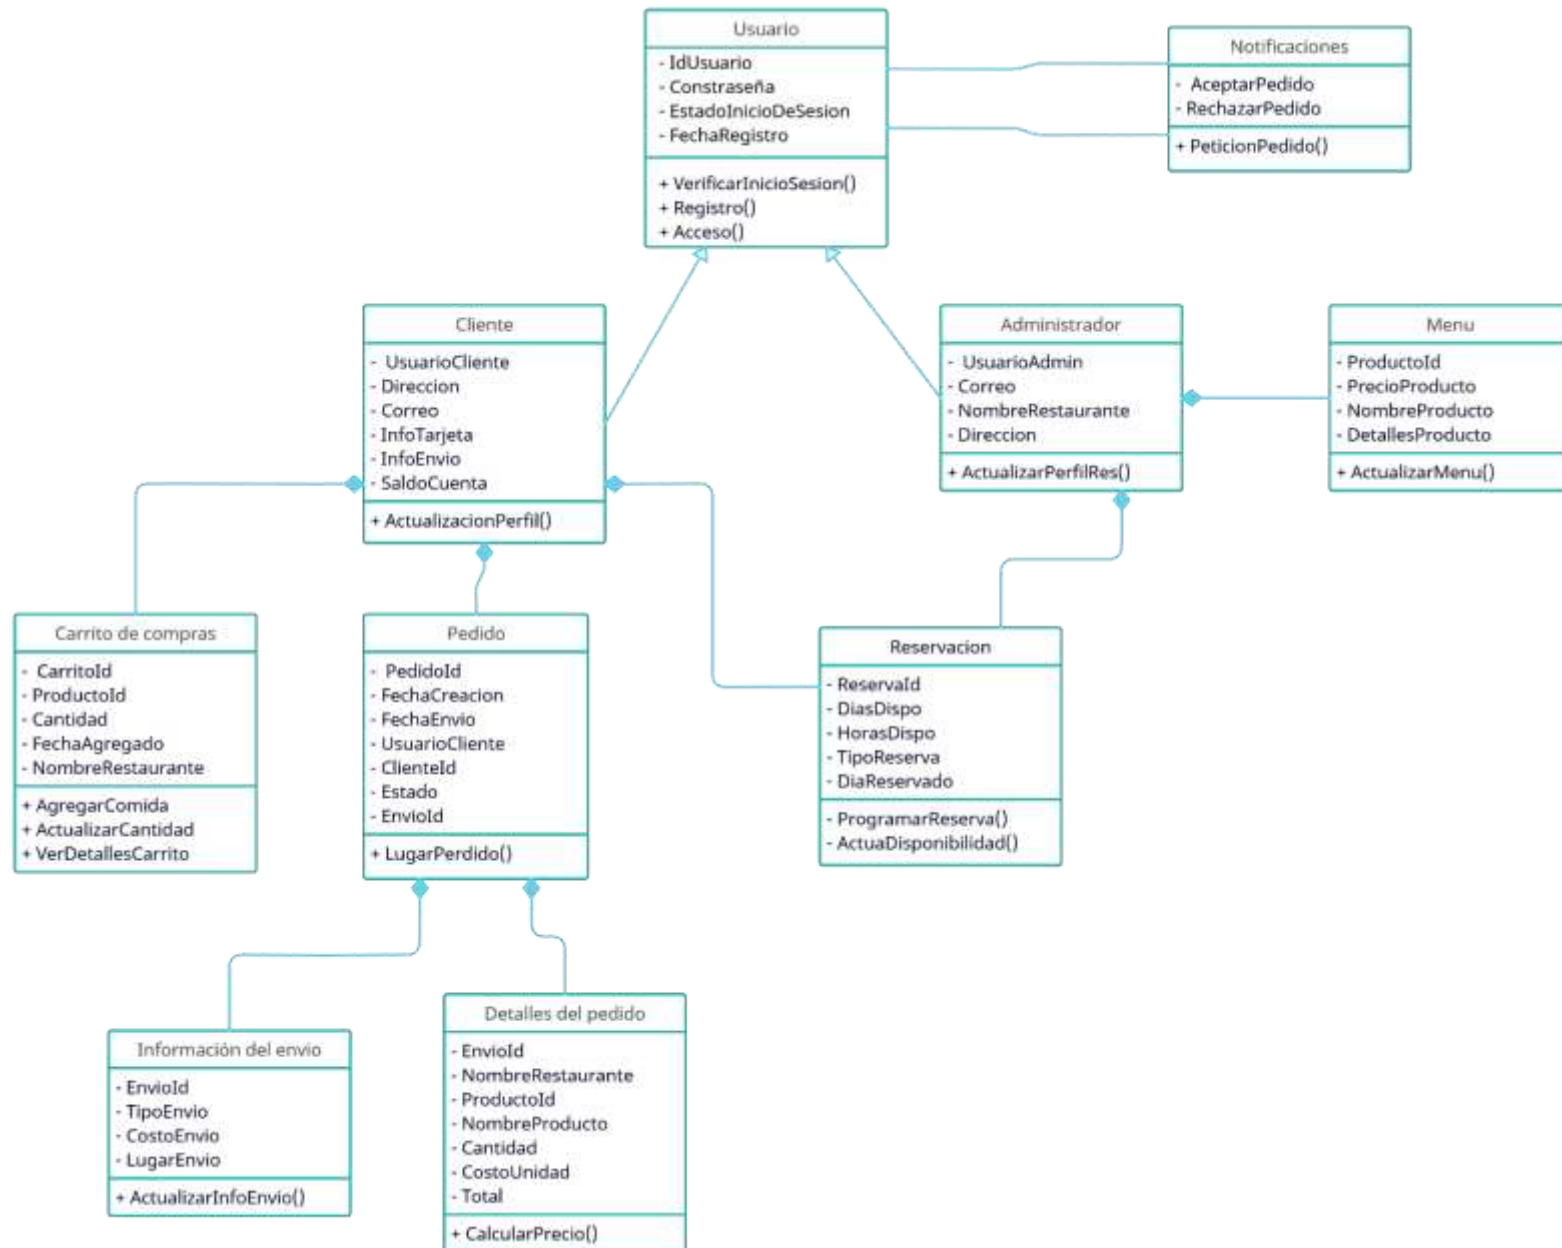 Usuario
- IdUsuario
- Constraseña
- EstadoInicioDeSesion
- FechaRegistro
+ VerificarInicioSesion()
+ Registro()
+ Acceso()
Notificaciones
- AceptarPedido
- RechazarPedido
+ PeticionPedido()
Cliente
- UsuarioCliente
- Direccion
- Correo
- InfoTarjeta
- InfoEnvio
- SaldoCuenta
+ ActualizacionPerfil()
Administrador
- UsuarioAdmin
- Correo
- NombreRestaurante
- Direccion
+ ActualizarPerfilRes()
Menu
- ProductoId
- PrecioProducto
- NombreProducto
- DetallesProducto
+ ActualizarMenu()
Carrito de compras
- CarritoId
- ProductoId
- Cantidad
- FechaAgregado
- NombreRestaurante
+ AgregarComida
+ ActualizarCantidad
+ VerDetallesCarrito
Pedido
- PedidoId
- FechaCreacion
- FechaEnvio
- UsuarioCliente
- ClienteId
- Estado
- EnvioId
+ LugarPerdido()
Reservacion
- ReservaId
- DiasDispo
- HorasDispo
- TipoReserva
- DiaReservado
- ProgramarReserva()
- ActuaDisponibilidad()
Información del envio
- EnvioId
- TipoEnvio
- CostoEnvio
- LugarEnvio
+ ActualizarInfoEnvio()
Detalles del pedido
- EnvioId
- NombreRestaurante
- ProductoId
- NombreProducto
- Cantidad
- CostoUnidad
- Total
+ CalcularPrecio()